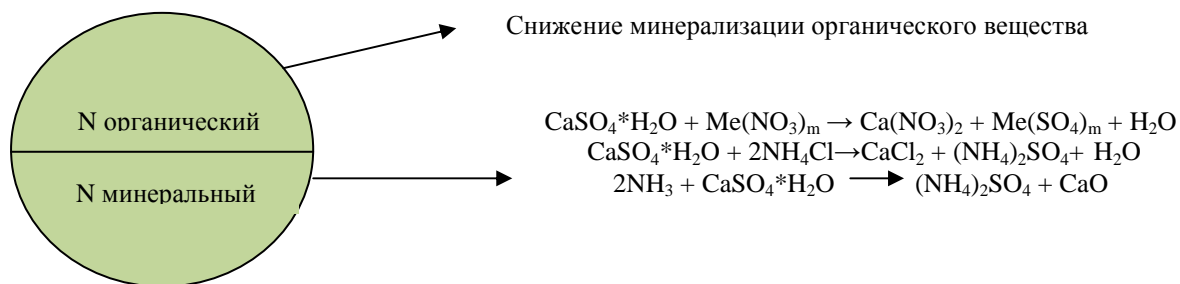 Снижение минерализации органического вещества
N органический
CaSO₄*H₂O + Me(NO₃)ₘ → Ca(NO₃)₂ + Me(SO₄)ₘ + H₂O
CaSO₄*H₂O + 2NH₄Cl→CaCl₂ + (NH₄)₂SO₄+ H₂O
N минеральный
2NH₃ + CaSO₄*H₂O → (NH₄)₂SO₄ + CaO